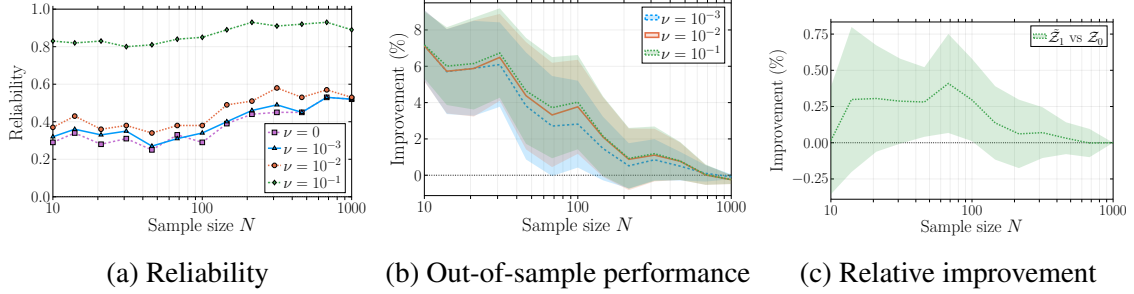 Reliability
1.0
0.8
0.6
0.4
0.2
0.0
ν = 0
ν = 10⁻³
ν = 10⁻²
ν = 10⁻¹
10
100
1000
Sample size N
(a) Reliability
Improvement (%)
8
6
4
2
0
ν = 10⁻³
ν = 10⁻²
ν = 10⁻¹
10
100
1000
Sample size N
(b) Out-of-sample performance
Improvement (%)
0.75
0.50
0.25
0.00
−0.25
Z̄₁ vs Z₀
10
100
1000
Sample size N
(c) Relative improvement